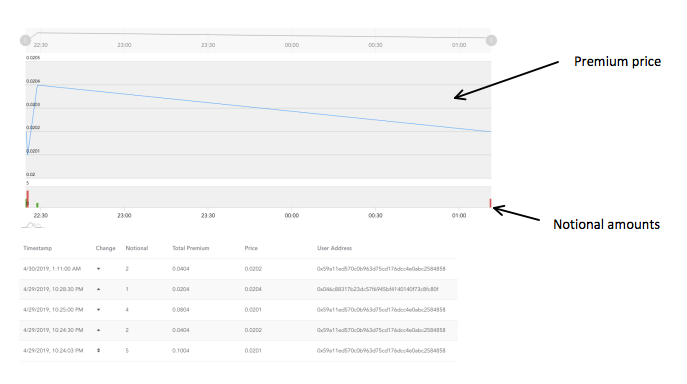 22:30 23:00 23:30 00:00 00:30 01:00
0.0205
0.0204
Premium price
0.0203
0.0202
0.0201
0.02
5
22:30 23:00 23:30 00:00 00:30 01:00
Notional amounts
Timestamp Change Notional Total Premium Price User Address
4/30/2019, 1:11:00 AM 2 0.0404 0.0202 0x59a11ed570c0b963d75cd176dcc4e0abc2584858
4/29/2019, 10:28:30 PM 1 0.0204 0.0204 0x046c88317b23dc57f6945bf4140140f73c8fc80f
4/29/2019, 10:25:00 PM 4 0.0804 0.0201 0x59a11ed570c0b963d75cd176dcc4e0abc2584858
4/29/2019, 10:24:30 PM 2 0.0404 0.0202 0x59a11ed570c0b963d75cd176dcc4e0abc2584858
4/29/2019, 10:24:03 PM 5 0.1004 0.0201 0x59a11ed570c0b963d75cd176dcc4e0abc2584858